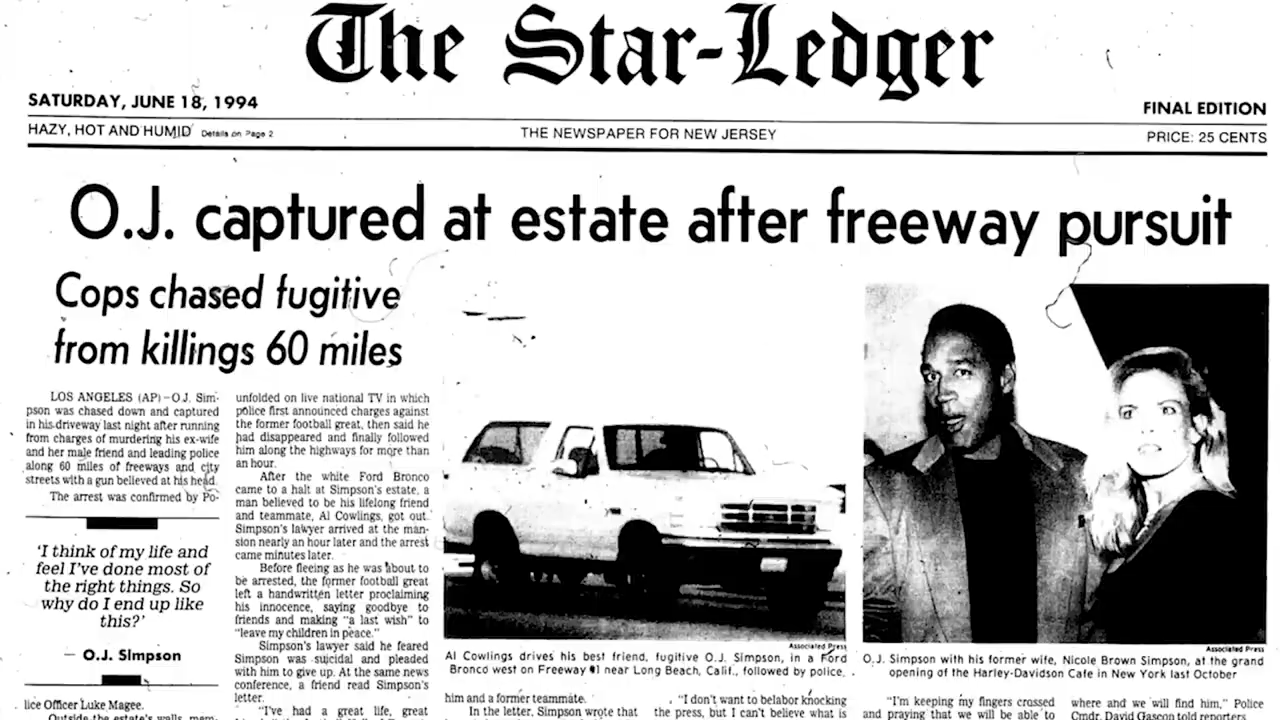 The Star-Ledger
SATURDAY, JUNE 18, 1994
FINAL EDITION
HAZY, HOT AND HUMID Details on Page 2
THE NEWSPAPER FOR NEW JERSEY
PRICE: 25 CENTS
O.J. captured at estate after freeway pursuit
Cops chased fugitive
from killings 60 miles
LOS ANGELES (AP)—O.J. Sim-
pson was chased down and captured
in his driveway last night after running
from charges of murdering his ex-wife
and her male friend and leading police
along 60 miles of freeways and city
streets with a gun believed at his head.
The arrest was confirmed by Po-
'I think of my life and
feel I've done most of
the right things. So
why do I end up like
this?'
— O.J. Simpson
lice Officer Luke Magee.
Outside the estate's walls,
unfolded on live national TV in which
police first announced charges against
the former football great, then said he
had disappeared and finally followed
him along the highways for more than
an hour.
After the white Ford Bronco
came to a halt at Simpson's estate, a
man believed to be his lifelong friend
and teammate, Al Cowlings, got out.
Simpson's lawyer arrived at the man-
sion nearly an hour later and the arrest
came minutes later.
Before fleeing as he was about to
be arrested, the former football great
left a handwritten letter proclaiming
his innocence, saying goodbye to
friends and making "a last wish" to
"leave my children in peace."
Simpson's lawyer said he feared
Simpson was suicidal and pleaded
with him to give up. At the same news
conference, a friend read Simpson's
letter.
"I've had a great life, great
Associated Press
Al Cowlings drives his best friend, fugitive O.J. Simpson, in a Ford
Bronco west on Freeway 91 near Long Beach, Calif., followed by police.
him and a former teammate.
In the letter, Simpson wrote that
"I don't want to belabor knocking
the press, but I can't believe what is
Associated Press
O.J. Simpson with his former wife, Nicole Brown Simpson, at the grand
opening of the Harley-Davidson Cafe in New York last October
"I'm keeping my fingers crossed
and praying that we will be able to
where and we will find him," Police
Cmdr. David Gascon told reporters